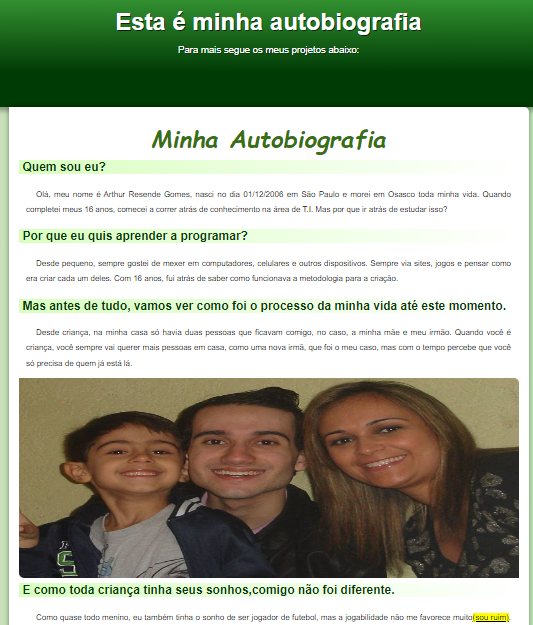 Esta é minha autobiografia
Para mais segue os meus projetos abaixo:
Minha Autobiografia
Quem sou eu?
Olá, meu nome é Arthur Resende Gomes, nasci no dia 01/12/2006 em São Paulo e morei em Osasco toda minha vida. Quando
completei meus 16 anos, comecei a correr atrás de conhecimento na área de T.I. Mas por que ir atrás de estudar isso?
Por que eu quis aprender a programar?
Desde pequeno, sempre gostei de mexer em computadores, celulares e outros dispositivos. Sempre via sites, jogos e pensar como
era criar cada um deles. Com 16 anos, fui atrás de saber como funcionava a metodologia para a criação.
Mas antes de tudo, vamos ver como foi o processo da minha vida até este momento.
Desde criança, na minha casa só havia duas pessoas que ficavam comigo, no caso, a minha mãe e meu irmão. Quando você é
criança, você sempre vai querer mais pessoas em casa, como uma nova irmã, que foi o meu caso, mas com o tempo percebe que você
só precisa de quem já está lá.
S
E como toda criança tinha seus sonhos,comigo não foi diferente.
Como quase todo menino, eu também tinha o sonho de ser jogador de futebol, mas a jogabilidade não me favorece muito(sou ruim).